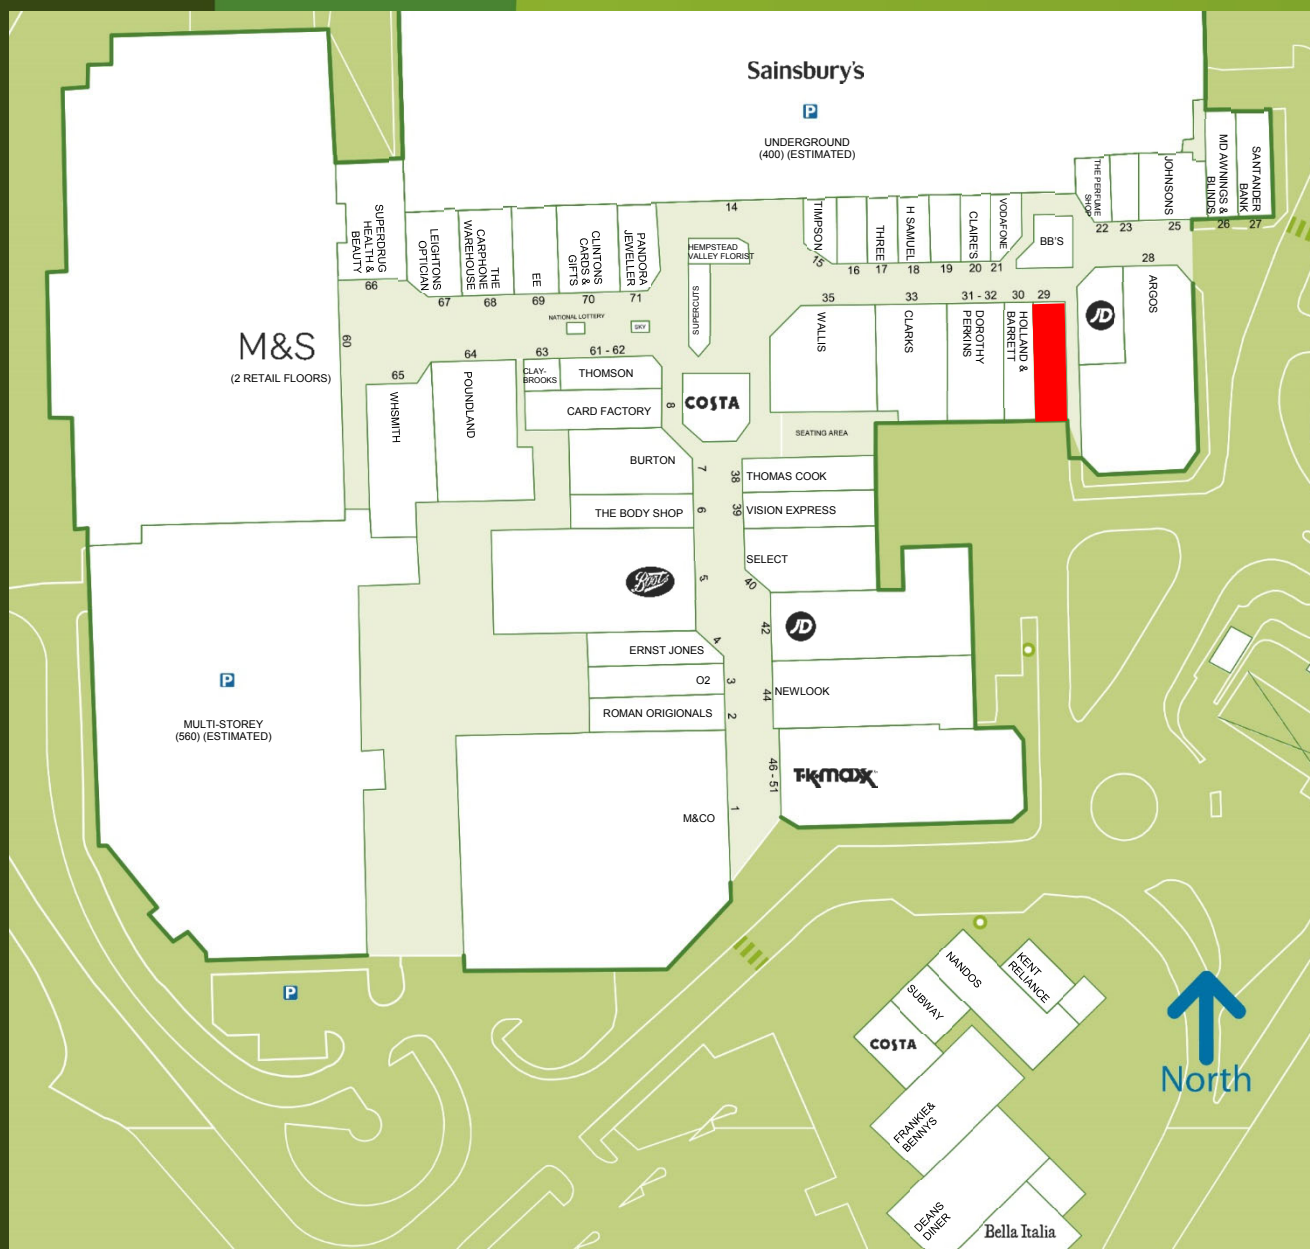 Sainsbury's
P
UNDERGROUND
(400) (ESTIMATED)
14
SUPERDRUG
HEALTH &
BEAUTY
66
LEIGHTONS
OPTICIAN
67
THE
CARPHONE
WAREHOUSE
68
EE
69
CLINTONS
CARDS &
GIFTS
70
PANDORA
JEWELLER
71
HEMPSTEAD
VALLEY FLORIST
SUPERCUTS
TIMPSON
15
16
THREE
17
H SAMUEL
18
19
CLAIRE'S
20
VODAFONE
21
BB'S
THE PERFUME
SHOP
22
23
JOHNSONS
25
MD AWNINGS &
BLINDS
26
SANTANDER
BANK
27
28
ARGOS
JD
M&S
(2 RETAIL FLOORS)
60
NATIONAL LOTTERY
SKY
65
WHSMITH
64
POUNDLAND
63
CLAY-
BROOKS
61 - 62
THOMSON
CARD FACTORY
8
COSTA
35
WALLIS
33
CLARKS
31 - 32
DOROTHY
PERKINS
30
HOLLAND &
BARRETT
29
SEATING AREA
BURTON
7
THE BODY SHOP
6
38
THOMAS COOK
39
VISION EXPRESS
SELECT
40
Boots
5
42
JD
ERNST JONES
4
O2
3
ROMAN ORIGIONALS
2
44
NEWLOOK
46 - 51
T·K·maxx
M&CO
1
P
MULTI-STOREY
(560) (ESTIMATED)
P
NANDOS
KENT
RELIANCE
SUBWAY
COSTA
FRANKIE&
BENNYS
DEANS
DINER
Bella Italia
North